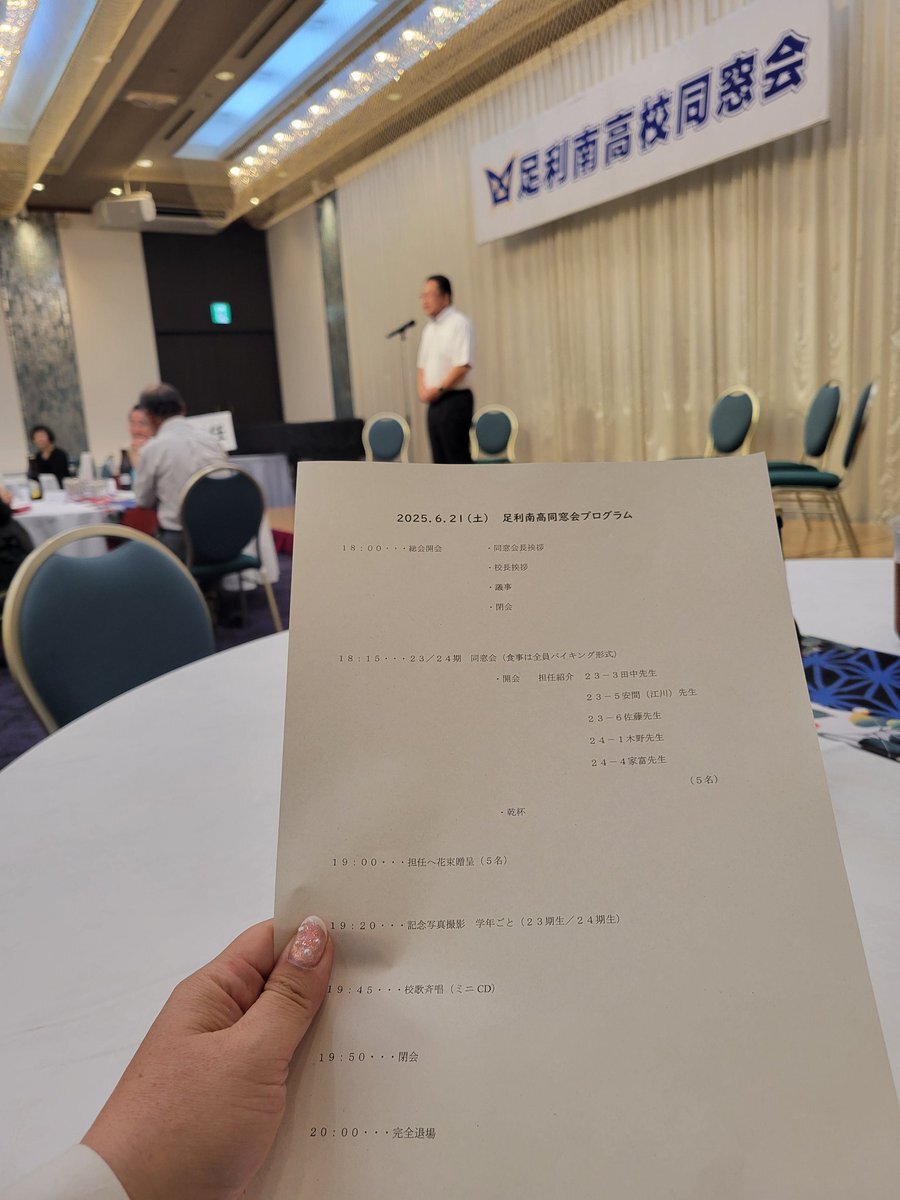 足利南高校同窓会
2025.6.21(土) 足利南高同窓会プログラム
18:00・・・総会開会 ・同窓会長挨拶
・校長挨拶
・議事
・閉会
18:15・・・23/24期 同窓会(食事は全員バイキング形式)
・開会 担任紹介 23-3田中先生
23-5安間(江川)先生
23-6佐藤先生
24-1木野先生
24-4家富先生
(5名)
・乾杯
19:00・・・担任へ花束贈呈(5名)
19:20・・・記念写真撮影 学年ごと(23期生/24期生)
19:45・・・校歌斉唱(ミニCD)
19:50・・・閉会
20:00・・・完全退場